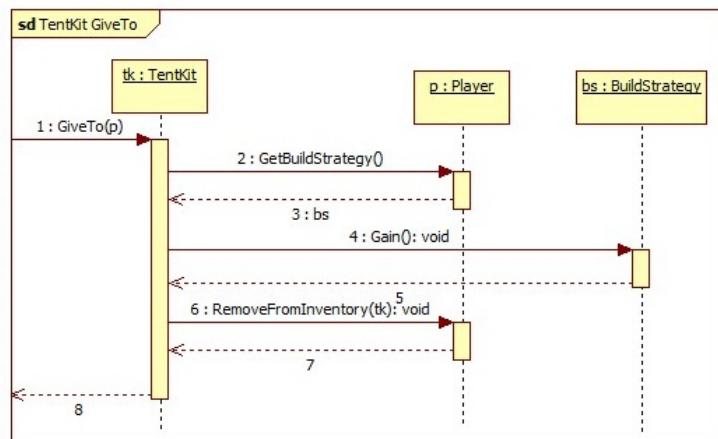 sd TentKit GiveTo
tk : TentKit
p : Player
bs : BuildStrategy
1 : GiveTo(p)
2 : GetBuildStrategy()
3 : bs
4 : Gain(): void
5
6 : RemoveFromInventory(tk): void
7
8